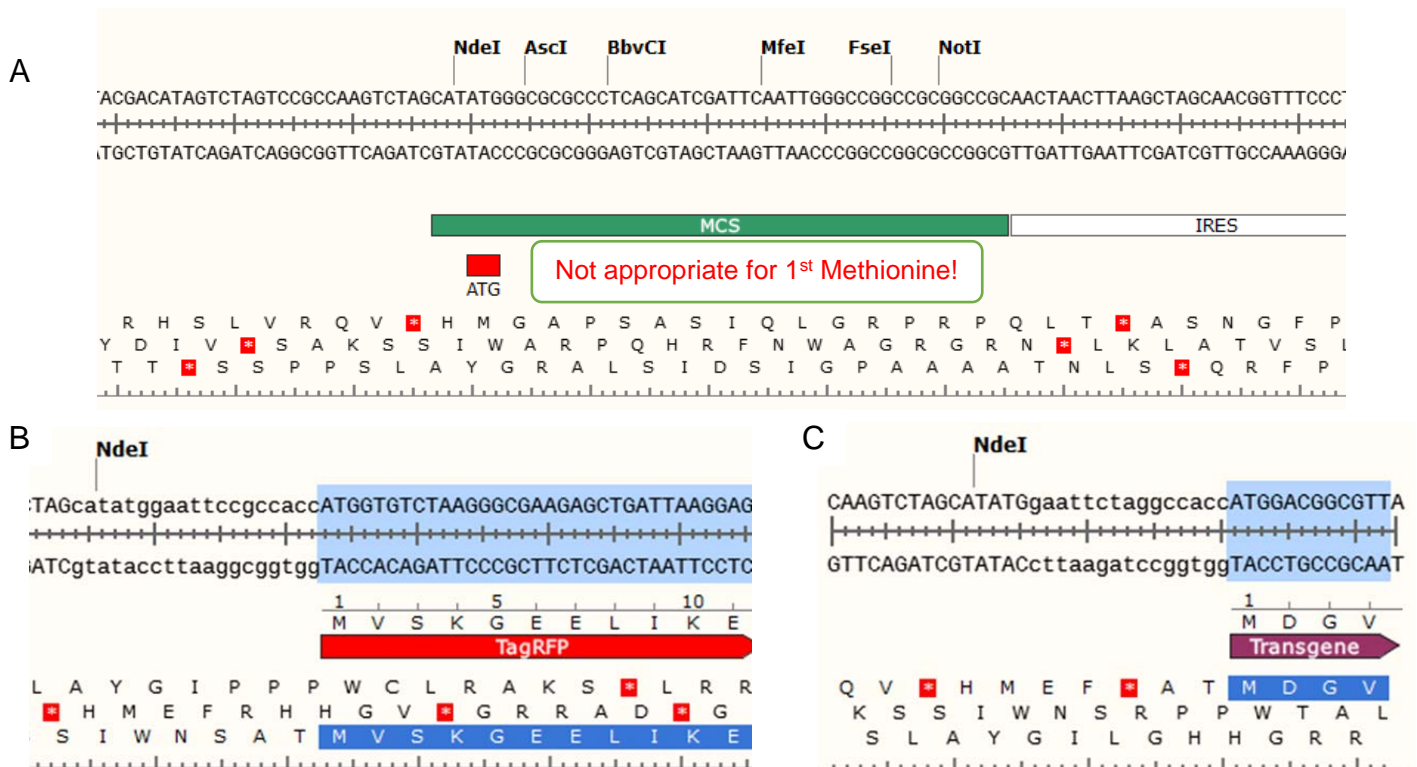 A
NdeI AscI BbvCI MfeI FseI NotI
TACGACATAGTCTAGTCCGCCAAGTCTAGCATATGGGCGCGCCCTCAGCATCGATTCAATTGGGCCGGCCGCGGCCGCAACTAACTTAAGCTAGCAACGGTTTCCCT
ATGCTGTATCAGATCAGGCGGTTCAGATCGTATACCCGCGCGGGAGTCGTAGCTAAGTTAACCCGGCCGGCGCCGGCGTTGATTGAATTCGATCGTTGCCAAAGGGA
MCS IRES
ATG
Not appropriate for 1st Methionine!
R H S L V R Q V * H M G A P S A S I Q L G R P R P Q L T * A S N G F P
Y D I V * S A K S S I W A R P Q H R F N W A G R G R N * L K L A T V S L
T T * S S P P S L A Y G R A L S I D S I G P A A A A T N L S * Q R F P
B
NdeI
CTAGcatatggaattccgccaccATGGTGTCTAAGGGCGAAGAGCTGATTAAGGAG
GATCgtataccttaaggcggtggTACCACAGATTCCCGCTTCTCGACTAATTCCTC
1 5 10
M V S K G E E L I K E
TagRFP
L A Y G I P P P W C L R A K S * L R R
* H M E F R H H G V * G R R A D * G
S I W N S A T M V S K G E E L I K E
C
NdeI
CAAGTCTAGCATATGgaattctaggccaccATGGACGGCGTTA
GTTCAGATCGTATACcttaagatccggtggTACCTGCCGCAAT
1
M D G V
Transgene
Q V * H M E F * A T M D G V
K S S I W N S R P P W T A L
S L A Y G I L G H H G R R